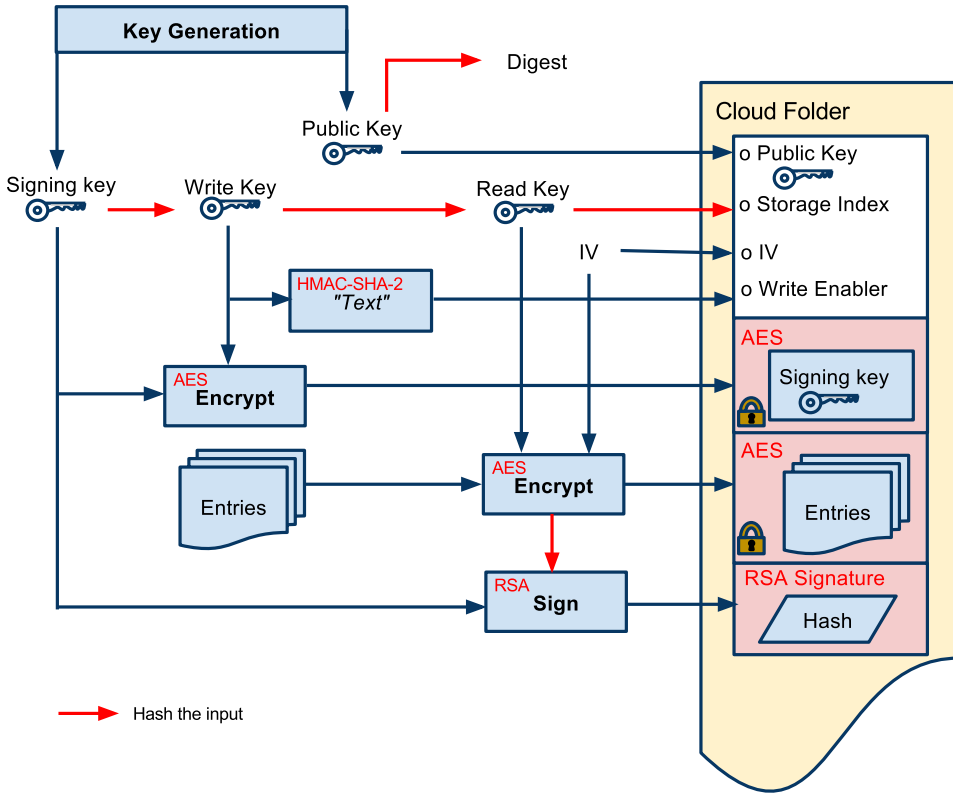 Key Generation
Digest
Public Key
Signing key
Write Key
Read Key
IV
HMAC-SHA-2
"Text"
AES
Encrypt
Entries
AES
Encrypt
RSA
Sign
Hash the input
Cloud Folder
o Public Key
o Storage Index
o IV
o Write Enabler
AES
Signing key
AES
Entries
RSA Signature
Hash